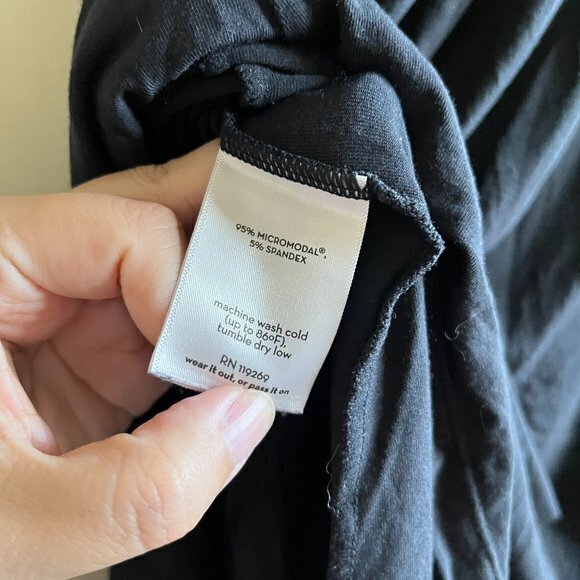 95% MICROMODAL®,
5% SPANDEX
machine wash cold
(up to 86ºF),
tumble dry low
RN 119269
wear it out, or pass it on